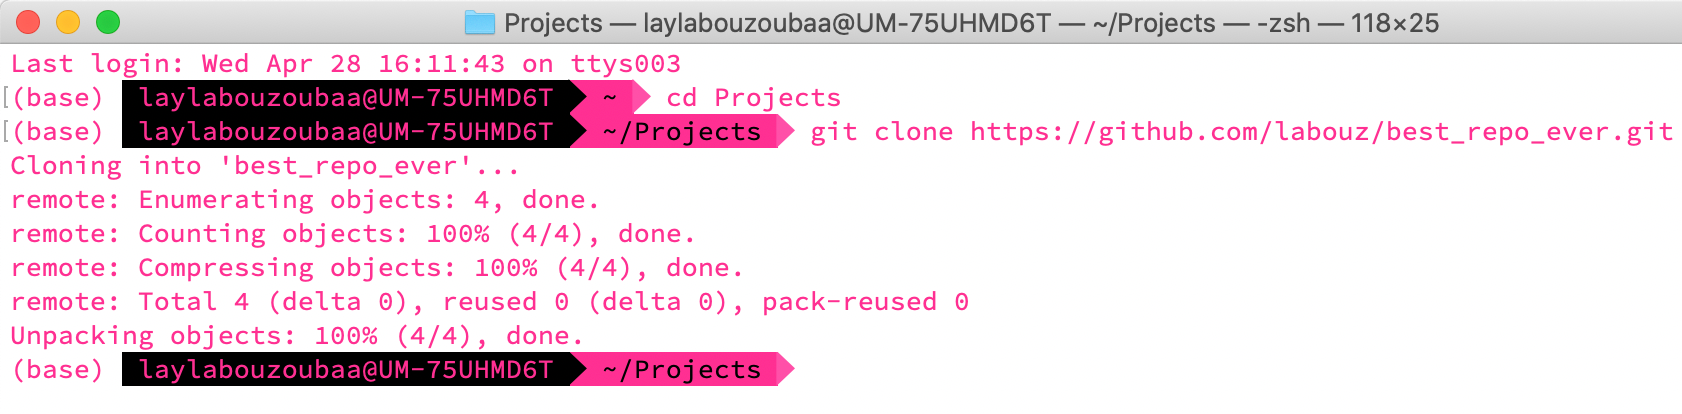 Projects — laylabouzoubaa@UM-75UHMD6T — ~/Projects — -zsh — 118×25
Last login: Wed Apr 28 16:11:43 on ttys003
[(base) laylabouzoubaa@UM-75UHMD6T ~ cd Projects
[(base) laylabouzoubaa@UM-75UHMD6T ~/Projects git clone https://github.com/labouz/best_repo_ever.git
Cloning into 'best_repo_ever'...
remote: Enumerating objects: 4, done.
remote: Counting objects: 100% (4/4), done.
remote: Compressing objects: 100% (4/4), done.
remote: Total 4 (delta 0), reused 0 (delta 0), pack-reused 0
Unpacking objects: 100% (4/4), done.
(base) laylabouzoubaa@UM-75UHMD6T ~/Projects